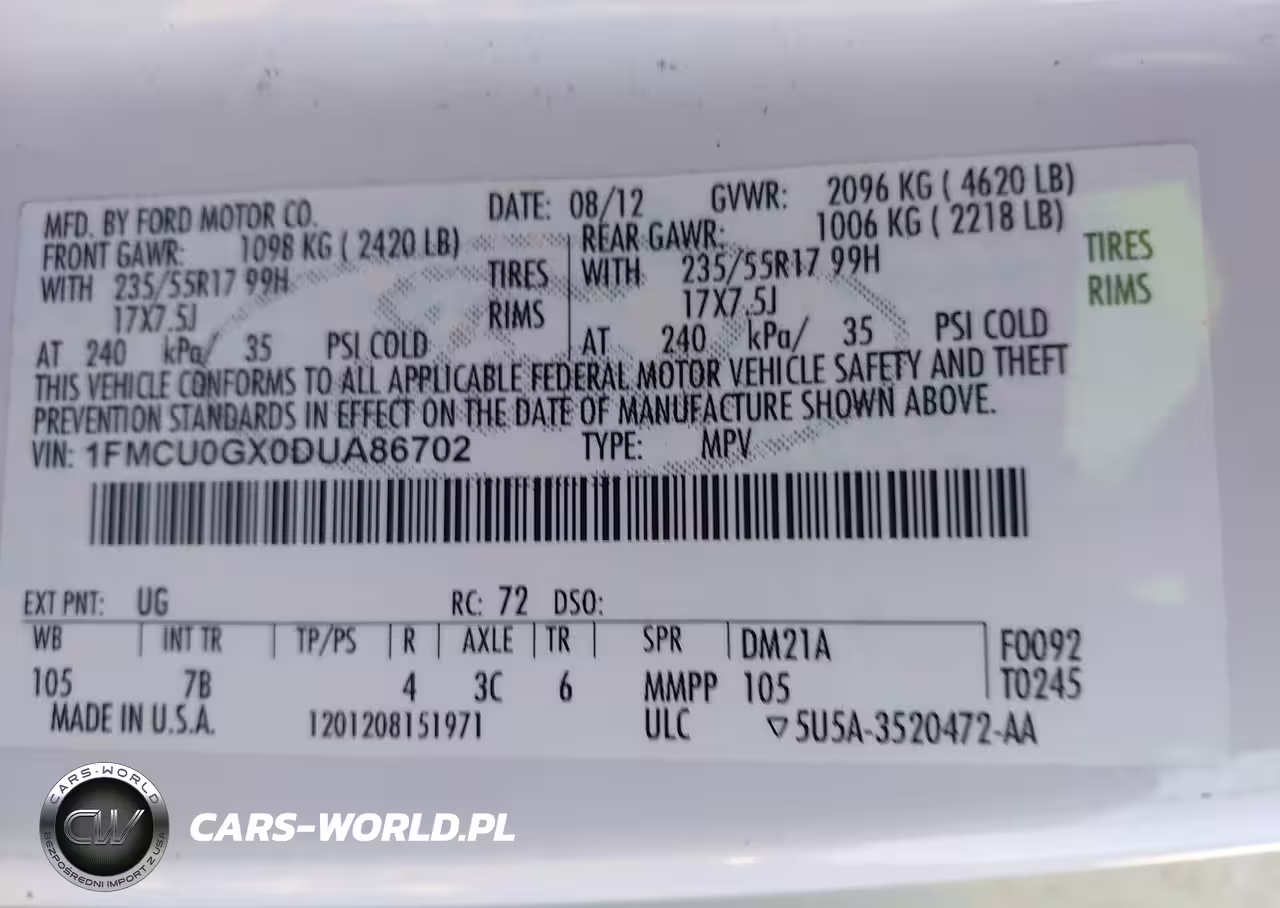 MFD. BY FORD MOTOR CO. DATE: 08/12 GVWR: 2096 KG ( 4620 LB)
FRONT GAWR: 1098 KG ( 2420 LB) REAR GAWR: 1006 KG ( 2218 LB)
WITH 235/55R17 99H TIRES WITH 235/55R17 99H TIRES
17X7.5J RIMS 17X7.5J RIMS
AT 240 kPa/ 35 PSI COLD AT 240 kPa/ 35 PSI COLD
THIS VEHICLE CONFORMS TO ALL APPLICABLE FEDERAL MOTOR VEHICLE SAFETY AND THEFT
PREVENTION STANDARDS IN EFFECT ON THE DATE OF MANUFACTURE SHOWN ABOVE.
VIN: 1FMCU0GX0DUA86702 TYPE: MPV
EXT PNT: UG RC: 72 DSO:
WB INT TR TP/PS R AXLE TR SPR DM21A F0092
105 7B 4 3C 6 MMPP 105 T0245
MADE IN U.S.A. 1201208151971 ULC ▽5U5A-3520472-AA
CARS-WORLD
CW
BEZPOŚREDNI IMPORT Z USA
CARS-WORLD.PL